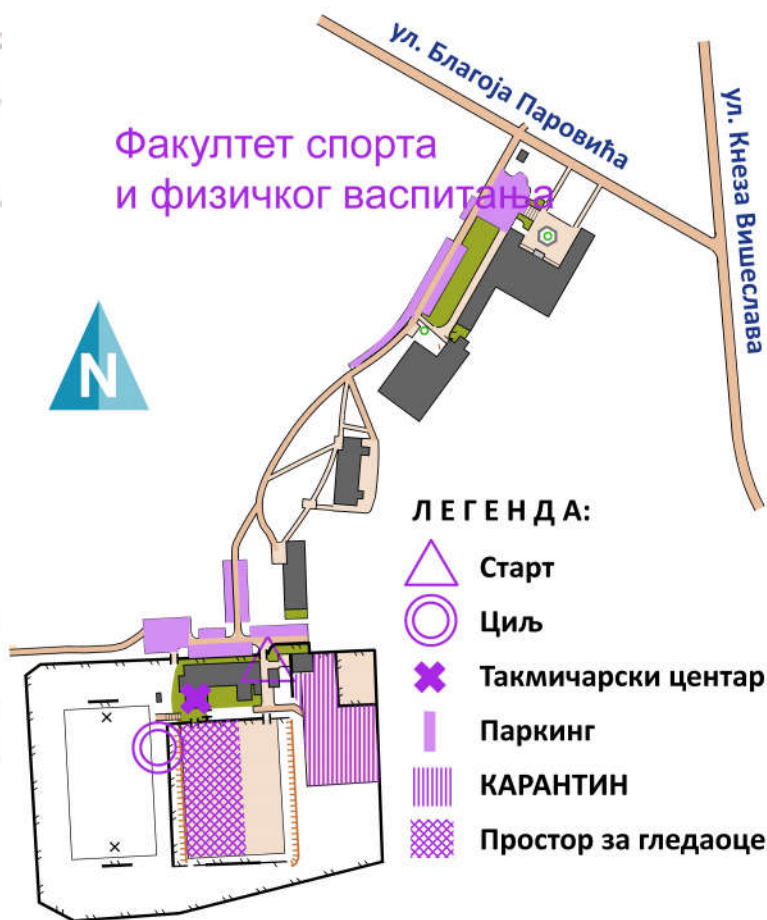 ул. Благоја Паровића
ул. Кнеза Вишеслава
Факултет спорта
и физичког васпитања
N
ЛЕГЕНДА:
Старт
Циљ
Такмичарски центар
Паркинг
КАРАНТИН
Простор за гледаоце